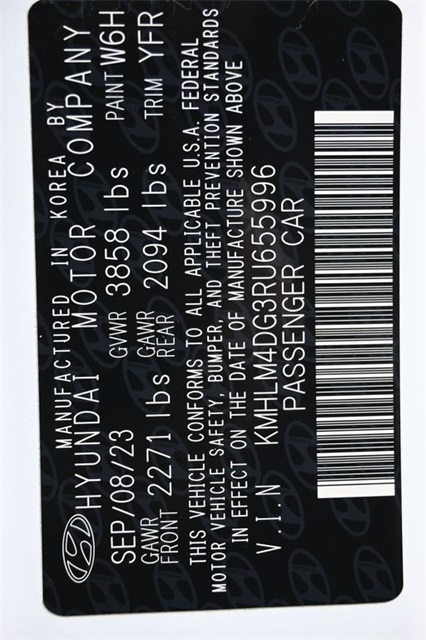 MANUFACTURED IN KOREA BY
HYUNDAI MOTOR COMPANY
SEP/08/23 GVWR 3858 lbs PAINT W6H
GAWR FRONT 2271 lbs GAWR REAR 2094 lbs TRIM YFR
THIS VEHICLE CONFORMS TO ALL APPLICABLE U.S.A. FEDERAL
MOTOR VEHICLE SAFETY, BUMPER, AND THEFT PREVENTION STANDARDS
IN EFFECT ON THE DATE OF MANUFACTURE SHOWN ABOVE
V.I.N KMHLM4DG3RU655996
PASSENGER CAR